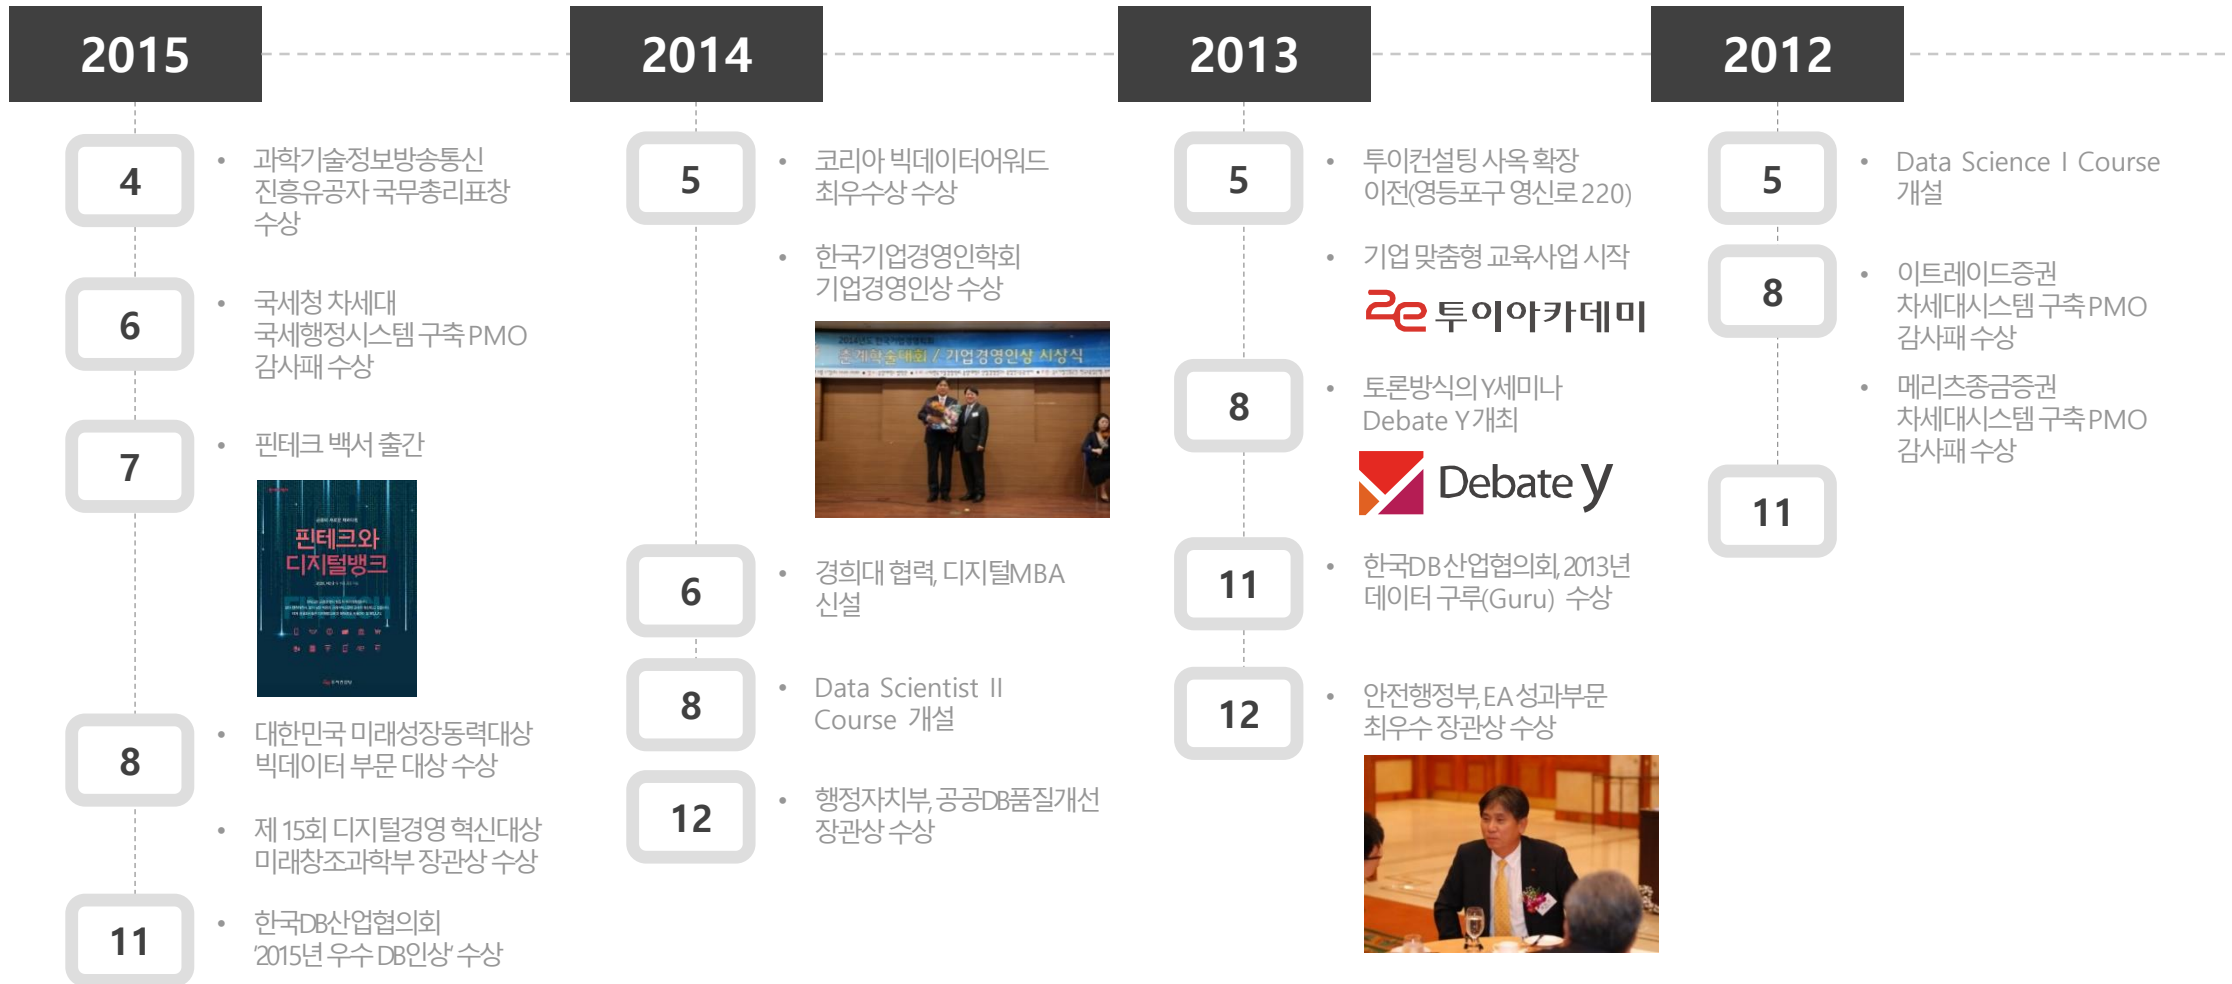 2015
4
과학기술·정보방송통신
진흥유공자 국무총리표창
수상
6
국세청 차세대
국세행정시스템 구축 PMO
감사패 수상
7
핀테크 백서 출간
핀테크와
디지털뱅크
FINTECH
8
대한민국 미래성장동력대상
빅데이터 부문 대상 수상
제 15회 디지털경영 혁신대상
미래창조과학부 장관상 수상
11
한국DB산업협의회
'2015년 우수 DB인상' 수상
2014
5
코리아 빅데이터어워드
최우수상 수상
한국기업경영인학회
기업경영인상 수상
춘계학술대회 / 기업경영인상 시상식
6
경희대 협력, 디지털MBA
신설
8
Data Scientist II
Course 개설
12
행정자치부, 공공DB품질개선
장관상 수상
2013
5
투이컨설팅 사옥 확장
이전(영등포구 영신로 220)
기업 맞춤형 교육사업 시작
2e 투이아카데미
8
토론방식의 Y세미나
Debate Y 개최
Debate y
11
한국DB산업협의회, 2013년
데이터 구루(Guru) 수상
12
안전행정부, EA 성과부문
최우수 장관상 수상
2012
5
Data Science I Course
개설
8
이트레이드증권
차세대시스템 구축 PMO
감사패 수상
메리츠종금증권
차세대시스템 구축 PMO
감사패 수상
11